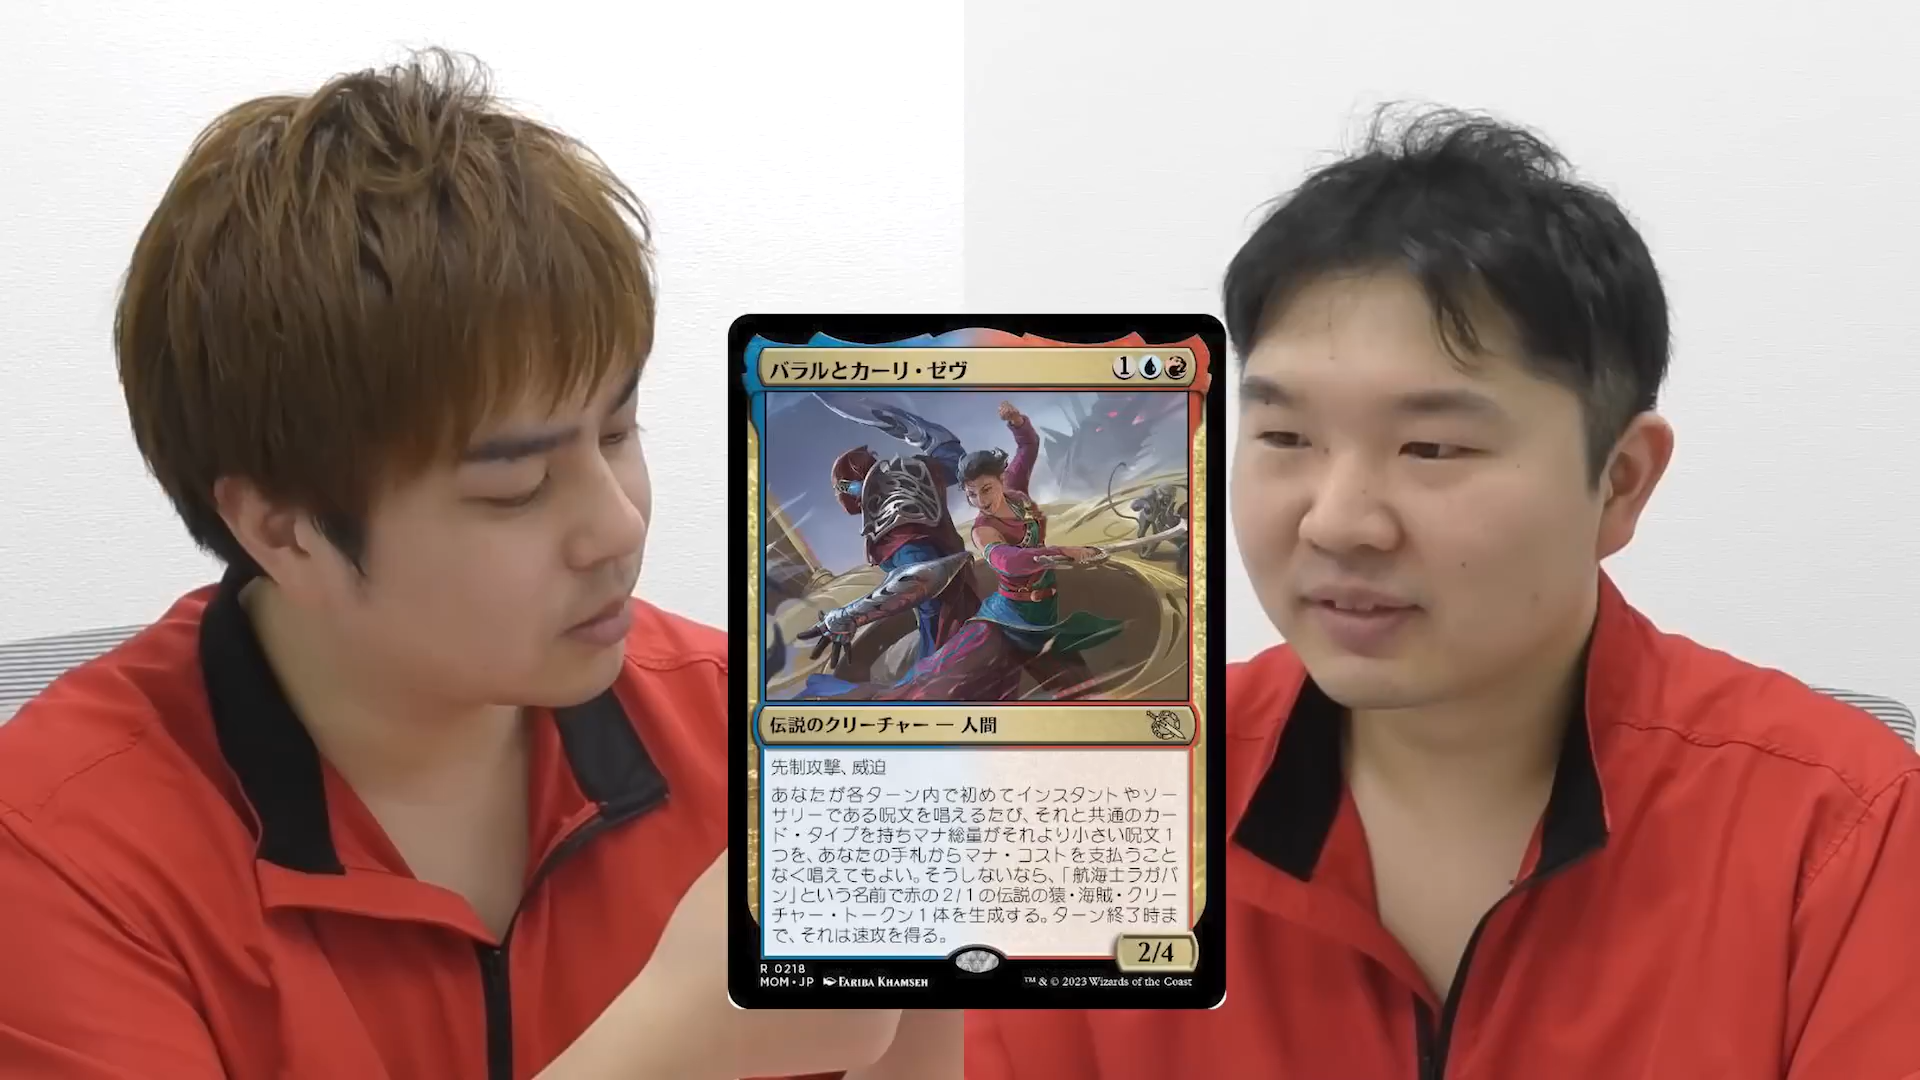 バラルとカーリ・ゼヴ
1
伝説のクリーチャー ― 人間
先制攻撃、威迫
あなたが各ターン内で初めてインスタントやソー
サリーである呪文を唱えるたび、それと共通のカー
ド・タイプを持ちマナ総量がそれより小さい呪文1
つを、あなたの手札からマナ・コストを支払うこと
なく唱えてもよい。そうしないなら、「航海士ラガバ
ン」という名前で赤の2/1の伝説の猿・海賊・クリー
チャー・トークン1体を生成する。ターン終了時ま
で、それは速攻を得る。
2/4
R 0218
MOM • JP FARIBA KHAMSEH
™ & © 2023 Wizards of the Coast